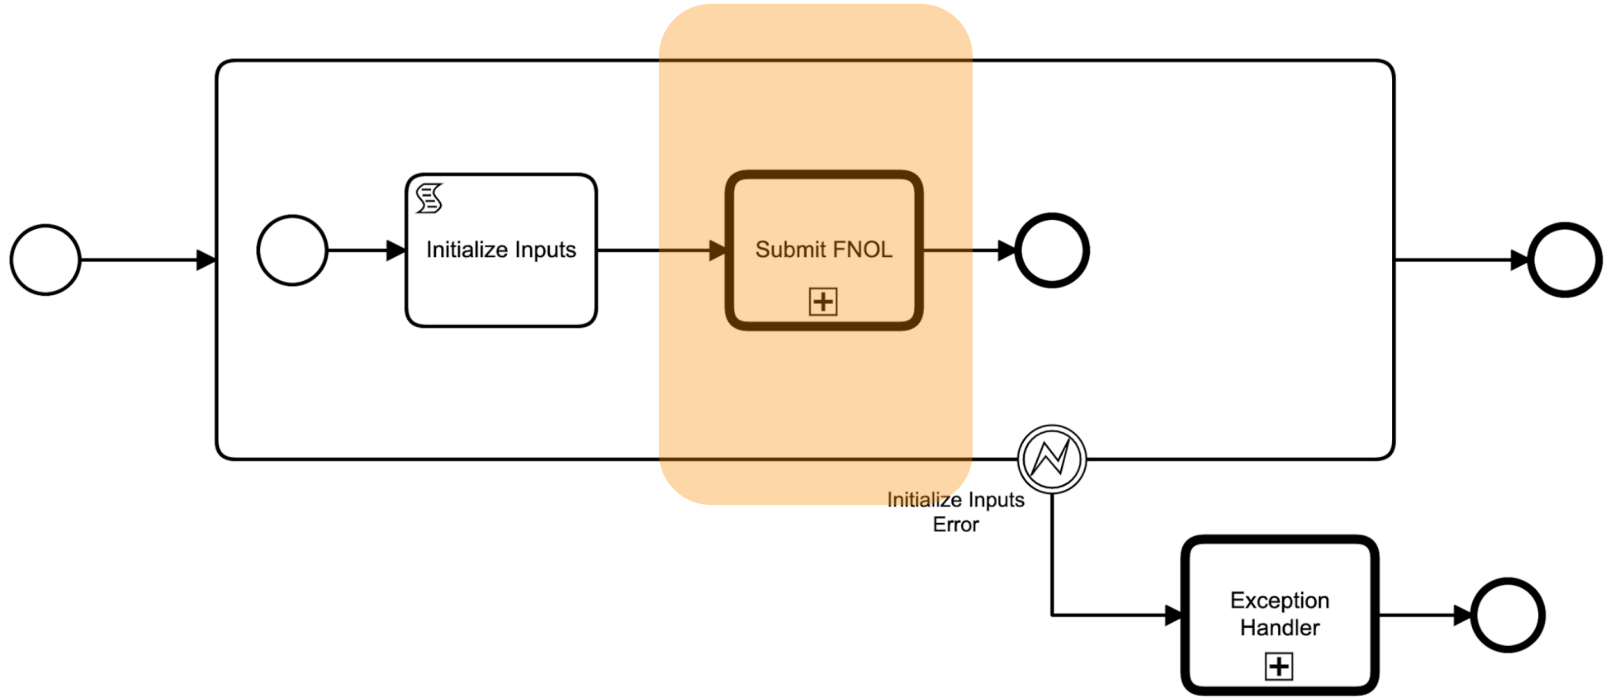 Initialize Inputs
Submit FNOL
Initialize Inputs
Error
Exception
Handler